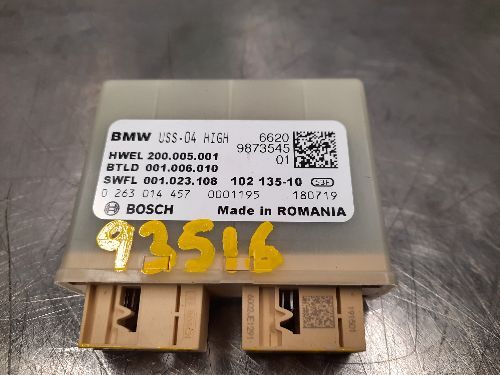 BMW USS-04 HIGH 6620
9873545
HWEL 200.005.001 01
BTLD 001.006.010
SWFL 001.023.108 102 135-10
0 263 014 457 0001195 180719
BOSCH Made in ROMANIA
93516